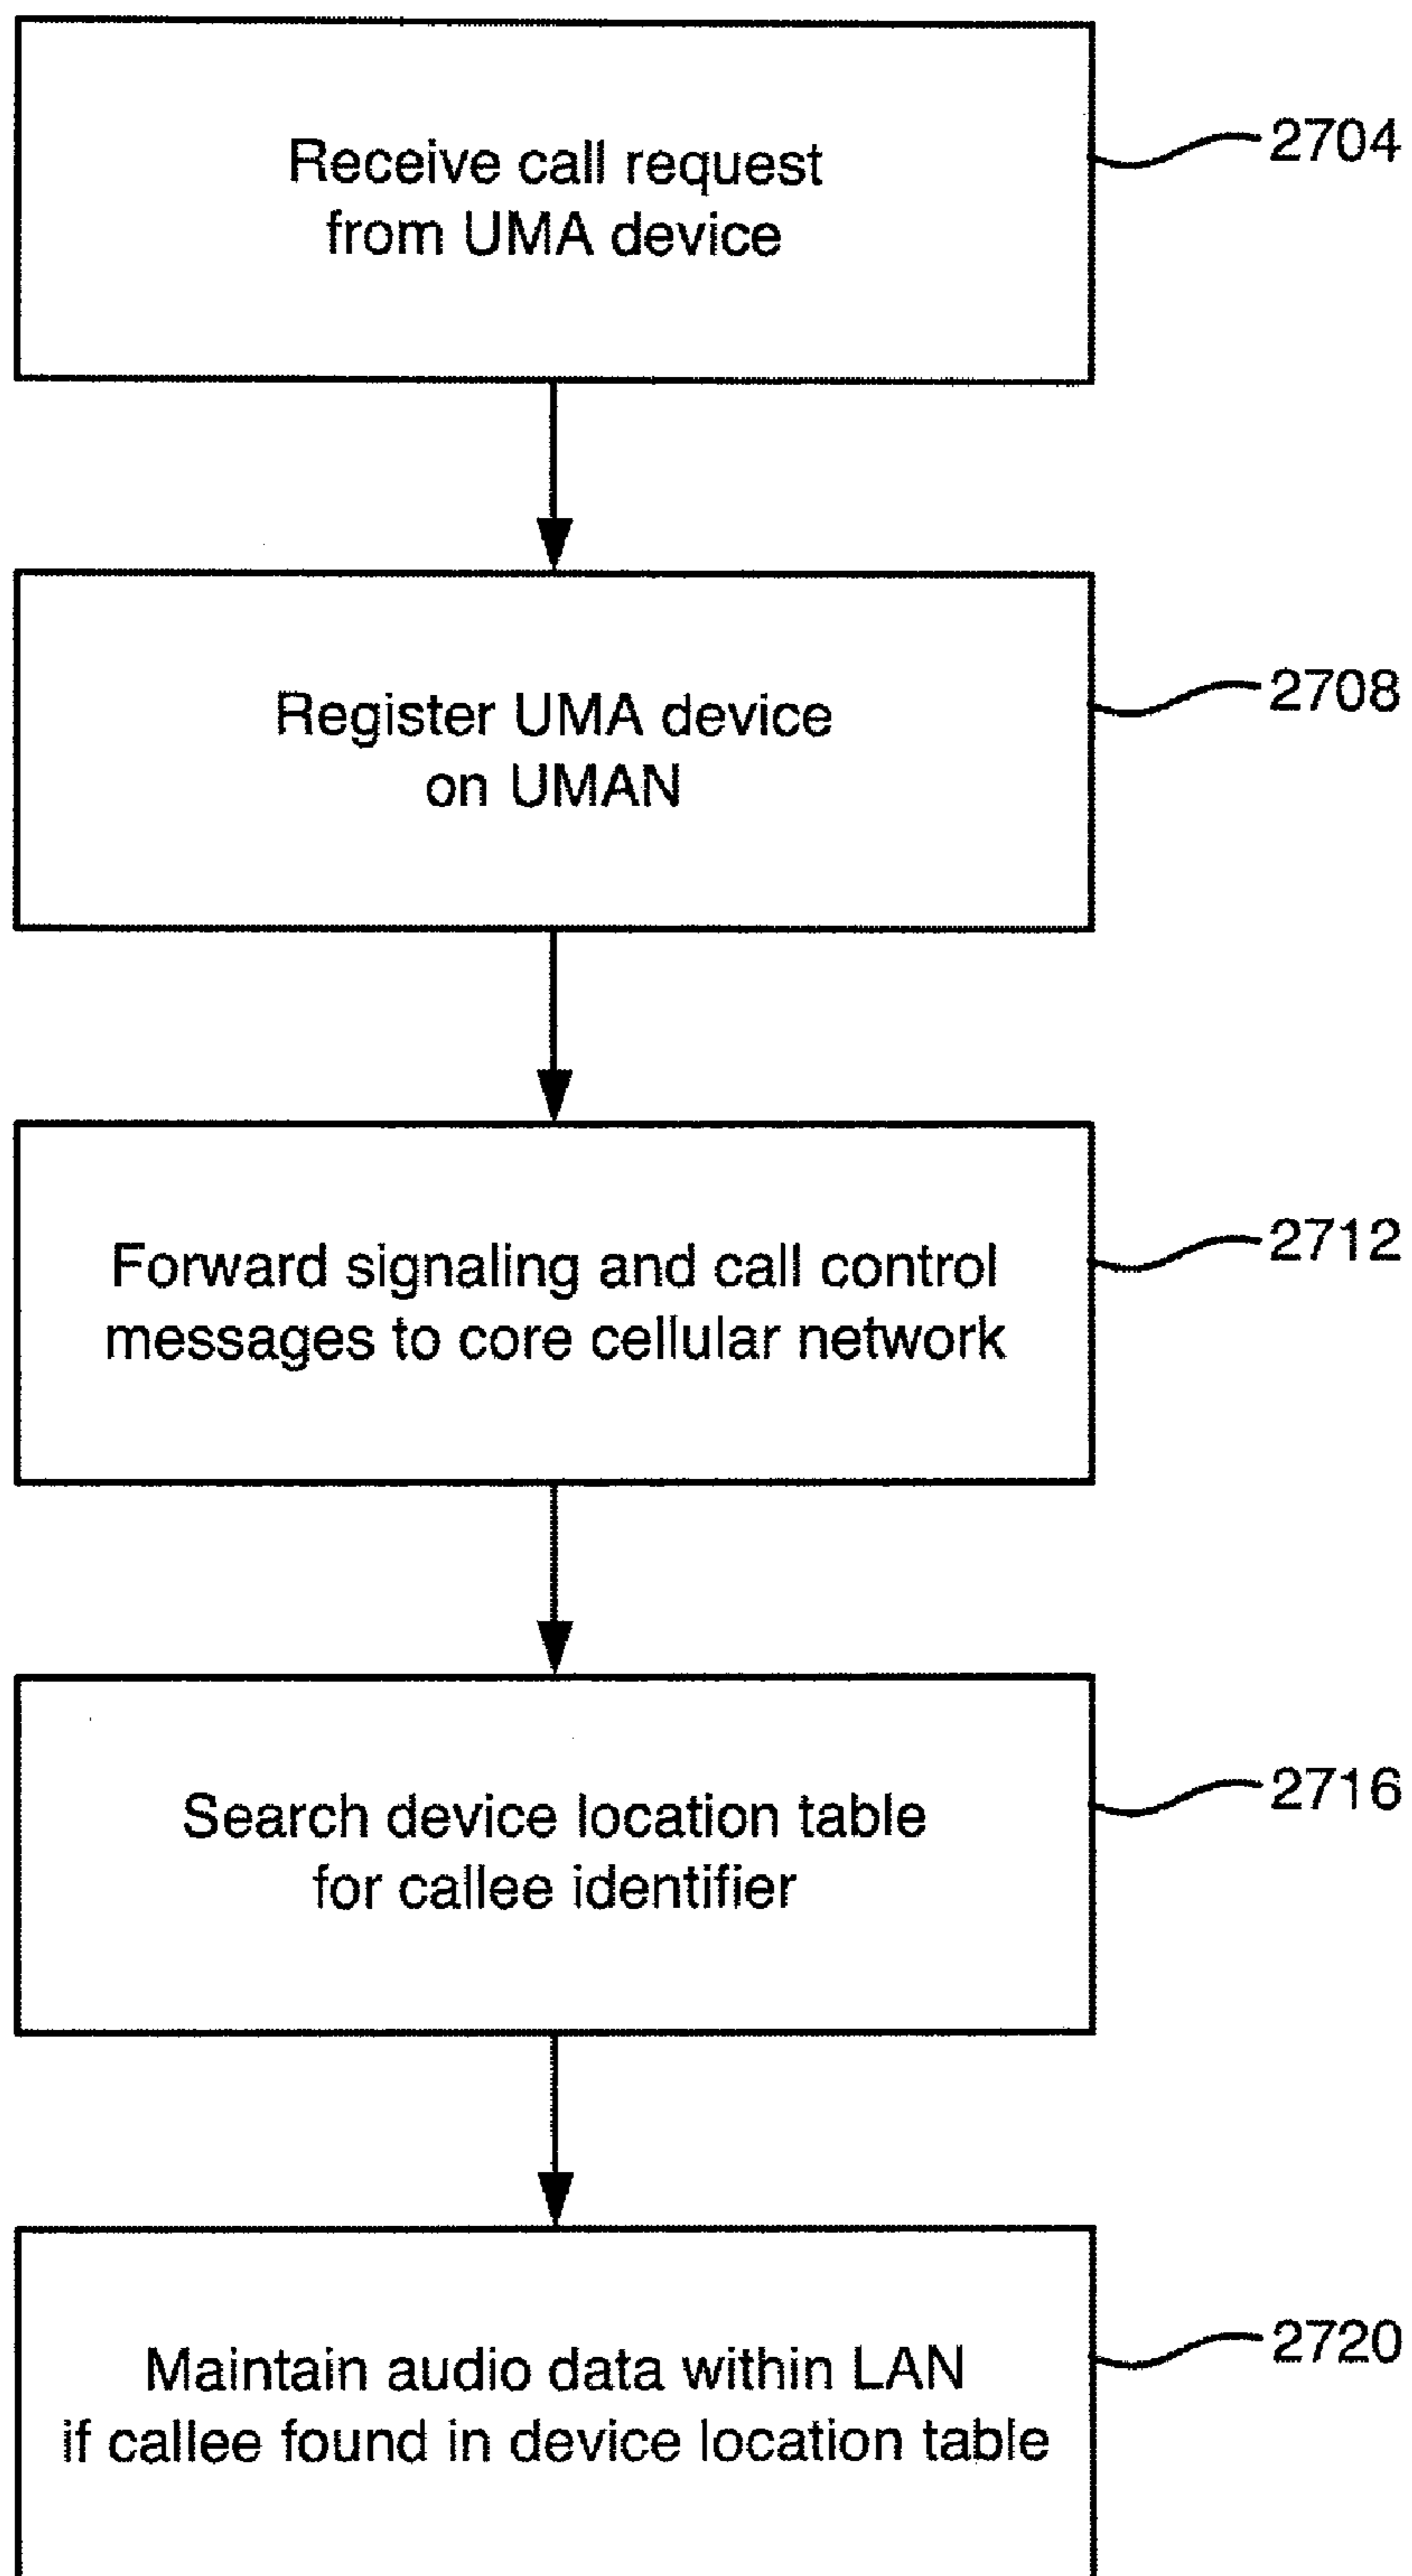 Receive call request
from UMA device
2704
Register UMA device
on UMAN
2708
Forward signaling and call control
messages to core cellular network
2712
Search device location table
for callee identifier
2716
Maintain audio data within LAN
if callee found in device location table
2720